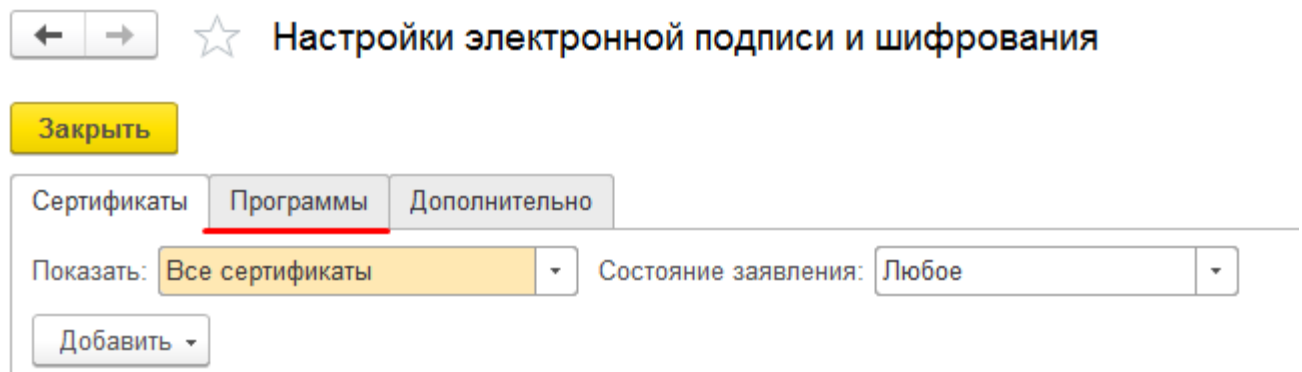 Настройки электронной подписи и шифрования
Закрыть
Сертификаты Программы Дополнительно
Показать: Все сертификаты Состояние заявления: Любое
Добавить